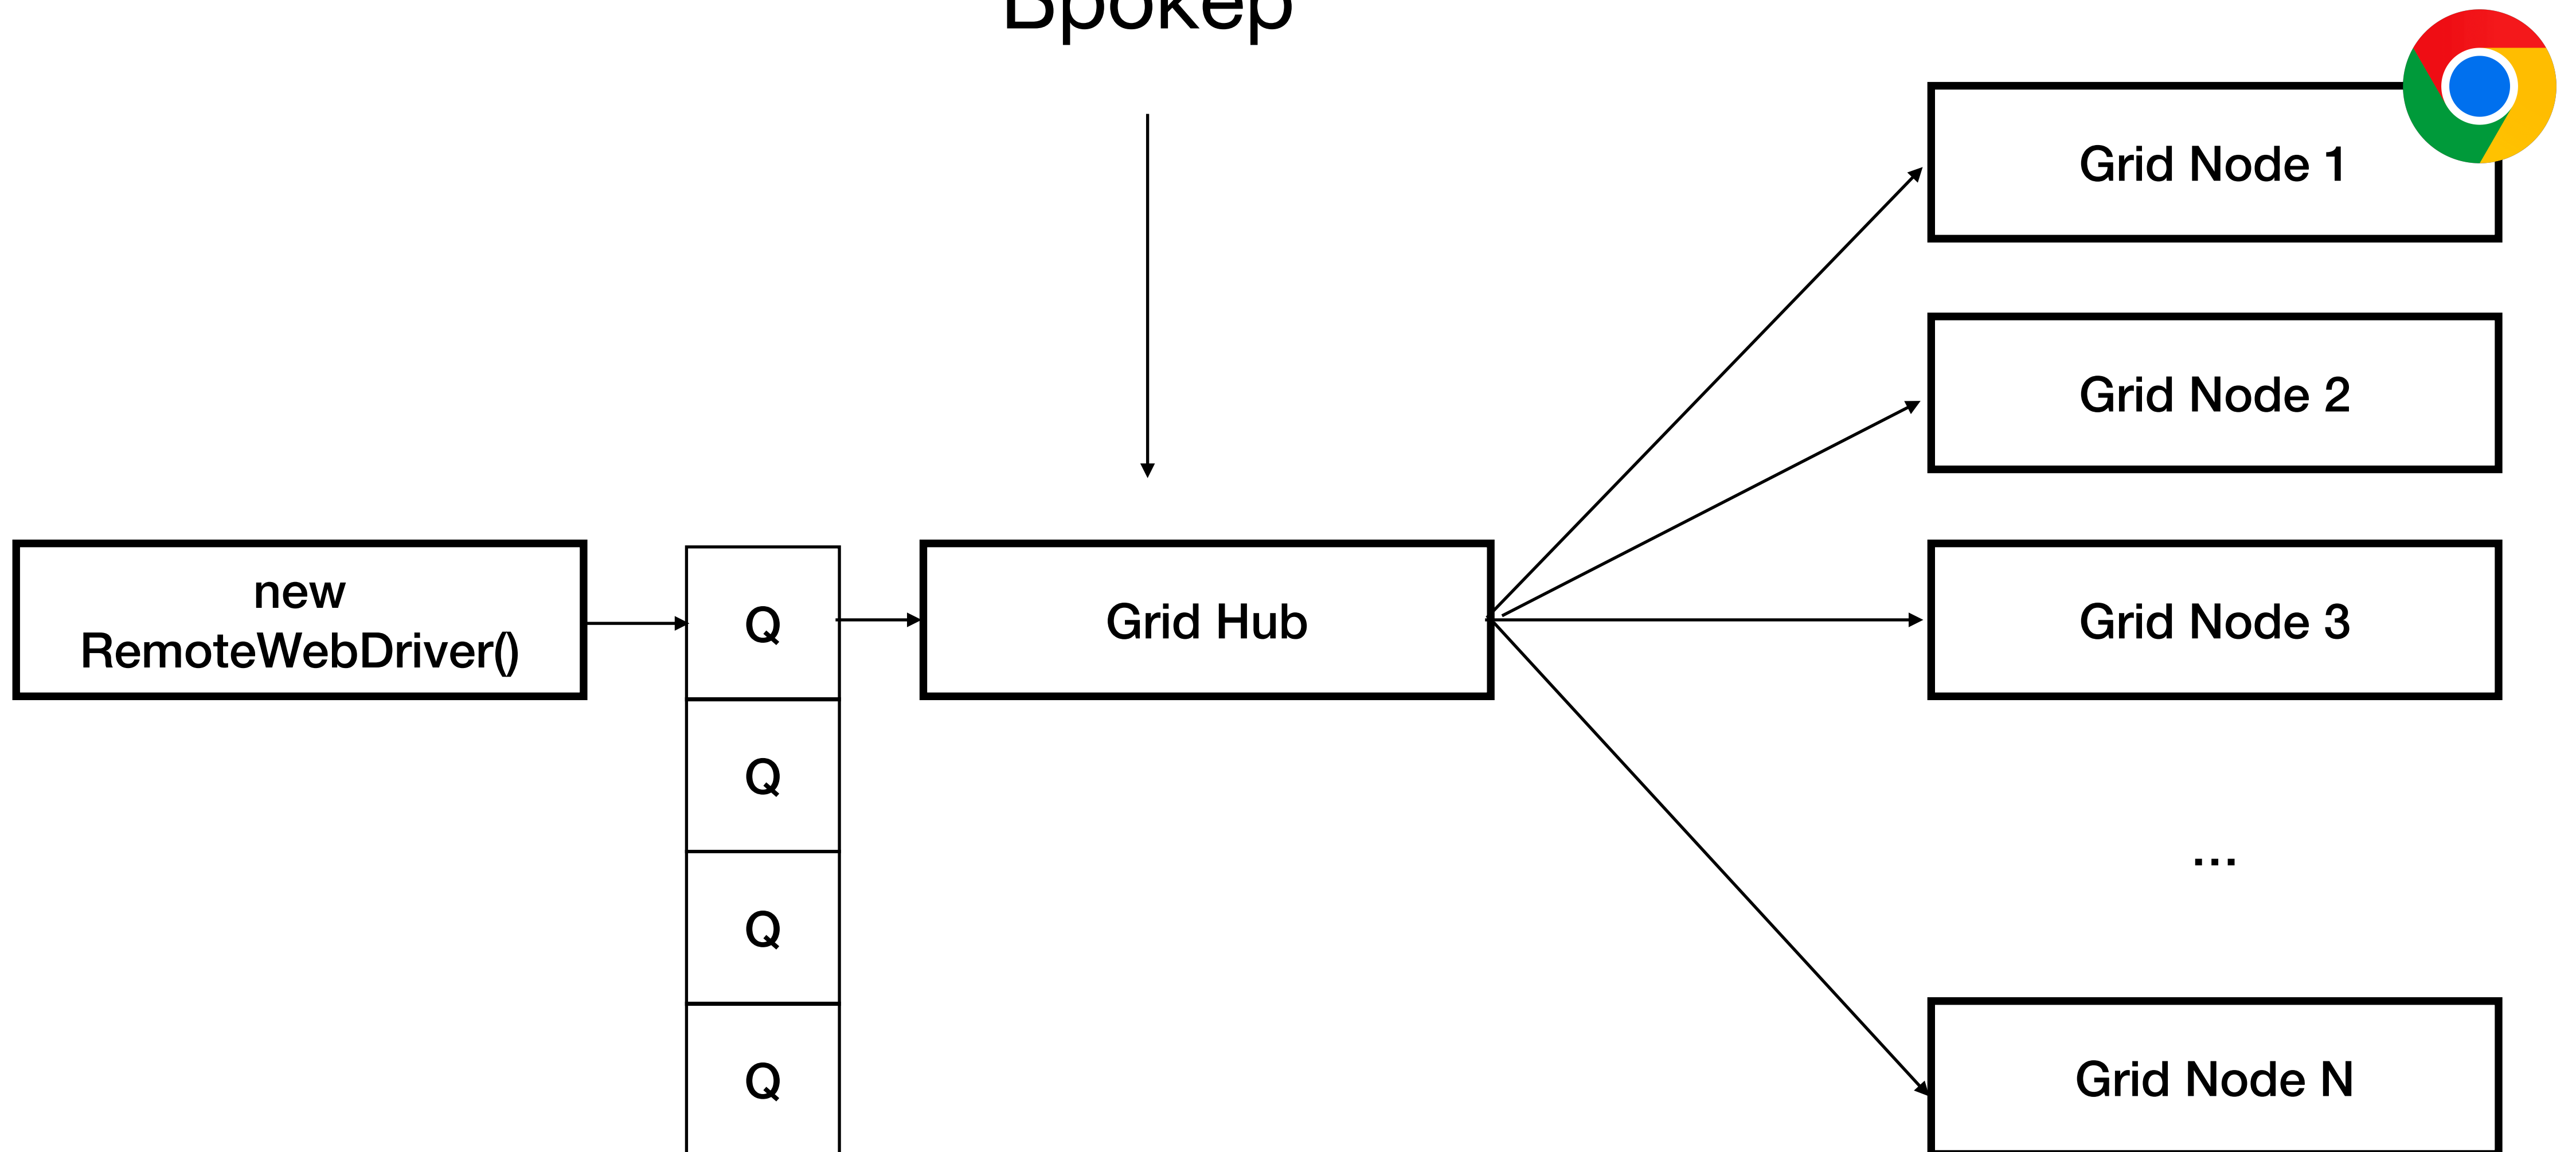 Брокер
Grid Node 1
Grid Node 2
new
RemoteWebDriver()
Q
Grid Hub
Grid Node 3
Q
...
Q
Q
Grid Node N